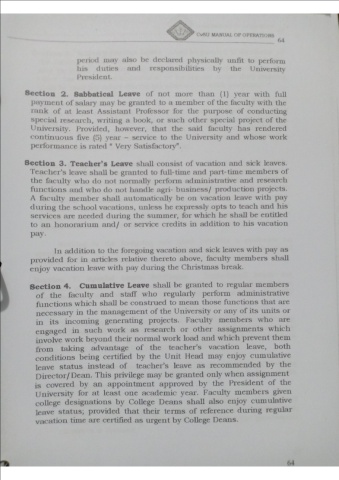 CvSU MANUAL OF OPERATIONS
64
period may also be declared physically unfit to perform
his duties and responsibilities by the University
President.
Section 2. Sabbatical Leave of not more than (1) year with full
payment of salary may be granted to a member of the faculty with the
rank of at least Assistant Professor for the purpose of conducting
special research, writing a book, or such other special project of the
University. Provided, however, that the said faculty has rendered
continuous five (5) year – service to the University and whose work
performance is rated " Very Satisfactory".
Section 3. Teacher's Leave shall consist of vacation and sick leaves.
Teacher's leave shall be granted to full-time and part-time members of
the faculty who do not normally perform administrative and research
functions and who do not handle agri- business/ production projects.
A faculty member shall automatically be on vacation leave with pay
during the school vacations, unless he expressly opts to teach and his
services are needed during the summer, for which he shall be entitled
to an honorarium and/ or service credits in addition to his vacation
pay.
In addition to the foregoing vacation and sick leaves with pay as
provided for in articles relative thereto above, faculty members shall
enjoy vacation leave with pay during the Christmas break.
Section 4. Cumulative Leave shall be granted to regular members
of the faculty and staff who regularly perform administrative
functions which shall be construed to mean those functions that are
necessary in the management of the University or any of its units or
in its incoming generating projects. Faculty members who are
engaged in such work as research or other assignments which
involve work beyond their normal work load and which prevent them
from taking advantage of the teacher's vacation leave, both
conditions being certified by the Unit Head may enjoy cumulative
leave status instead of teacher's leave as recommended by the
Director/Dean. This privilege may be granted only when assignment
is covered by an appointment approved by the President of the
University for at least one academic year. Faculty members given
college designations by College Deans shall also enjoy cumulative
leave status; provided that their terms of reference during regular
vacation time are certified as urgent by College Deans.
64